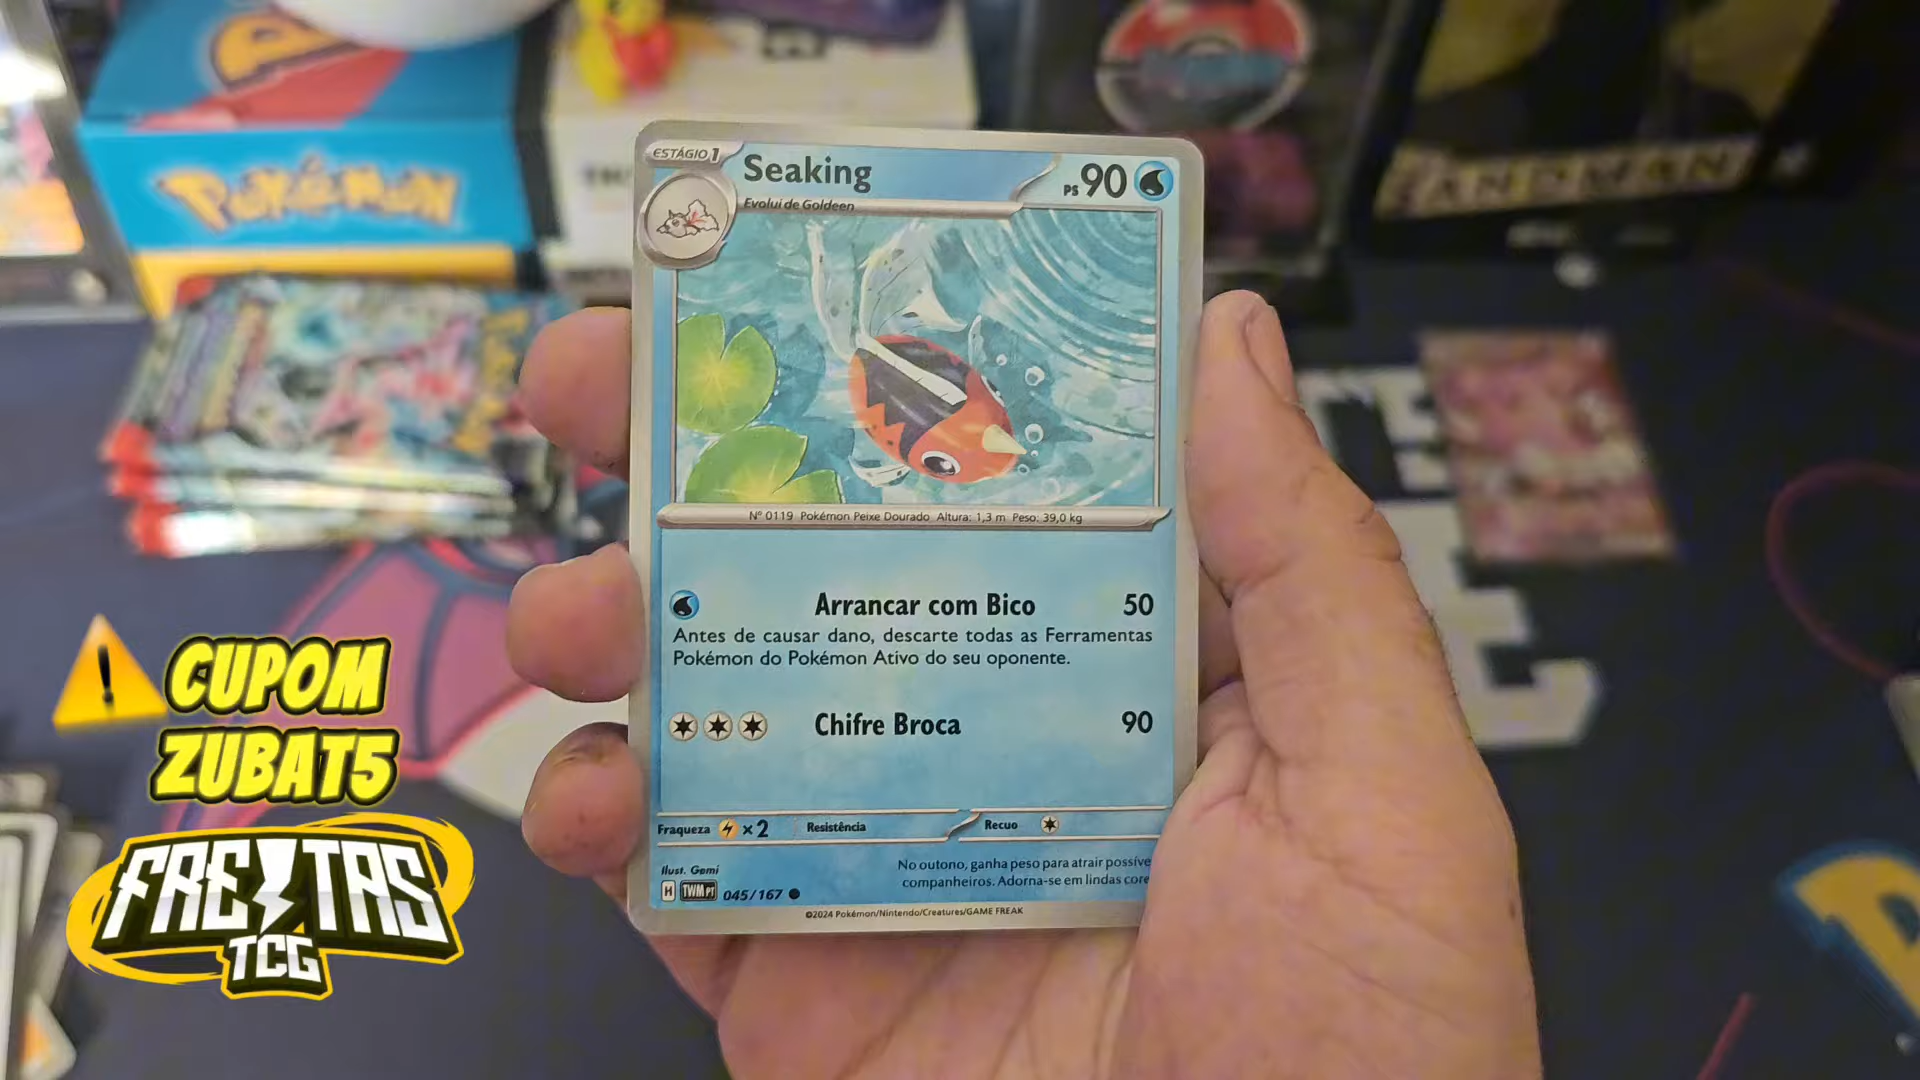 Pokémon
ESTÁGIO 1
Seaking
PS 90
Evolui de Goldeen
Nº 0119 Pokémon Peixe Dourado Altura: 1,3 m Peso: 39,0 kg
Arrancar com Bico 50
Antes de causar dano, descarte todas as Ferramentas
Pokémon do Pokémon Ativo do seu oponente.
Chifre Broca 90
Fraqueza ×2 Resistência Recuo
Ilust. Gemi
No outono, ganha peso para atrair possíve
companheiros. Adorna-se em lindas core
H TWM PT 045/167
©2024 Pokémon/Nintendo/Creatures/GAME FREAK
CUPOM
ZUBAT5
FREITAS
TCG